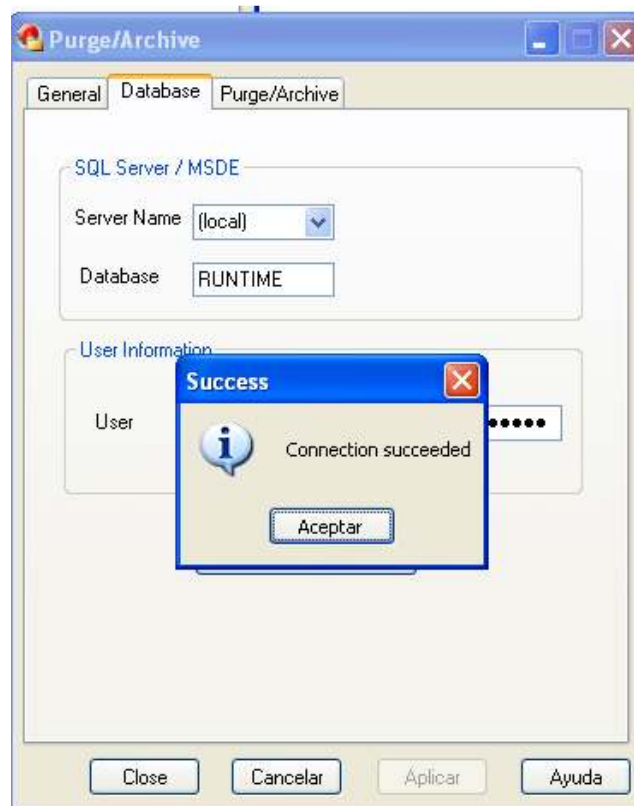 Purge/Archive
General Database Purge/Archive
SQL Server / MSDE
Server Name (local)
Database RUNTIME
User Information
Success
User
Connection succeeded
Aceptar
Close Cancelar Aplicar Ayuda